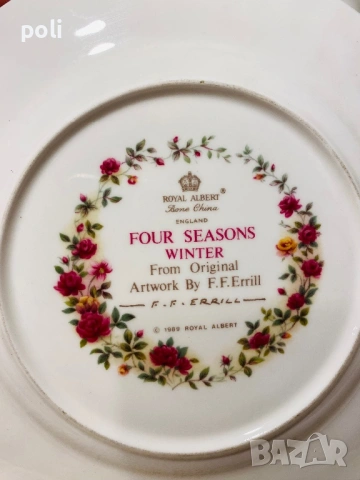 poli
ROYAL ALBERT ®
Bone China
ENGLAND
FOUR SEASONS
WINTER
From Original
Artwork By F.F.Errill
F. F. ERRILL
© 1989 ROYAL ALBERT
BAZAR